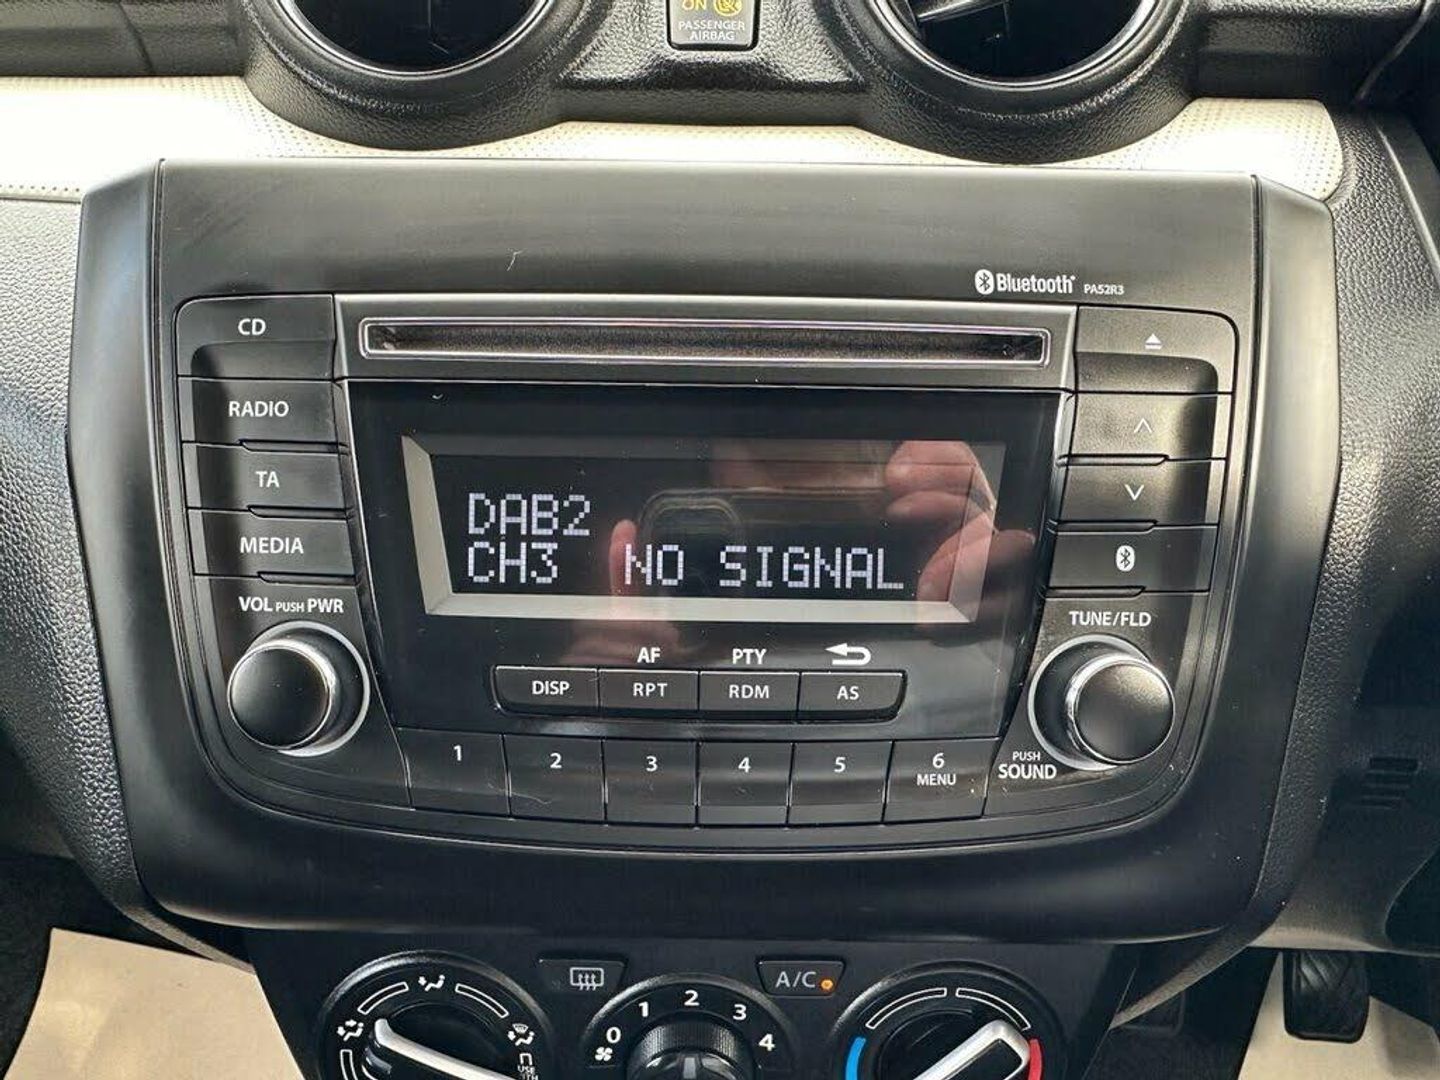 ON
PASSENGER
AIRBAG
Bluetooth PA52R3
CD
RADIO
TA
MEDIA
DAB2
CH3 NO SIGNAL
VOL PUSH PWR
TUNE/FLD
AF PTY
DISP RPT RDM AS
1 2 3 4 5 6
MENU
PUSH
SOUND
A/C
0 1 2 3 4
USE